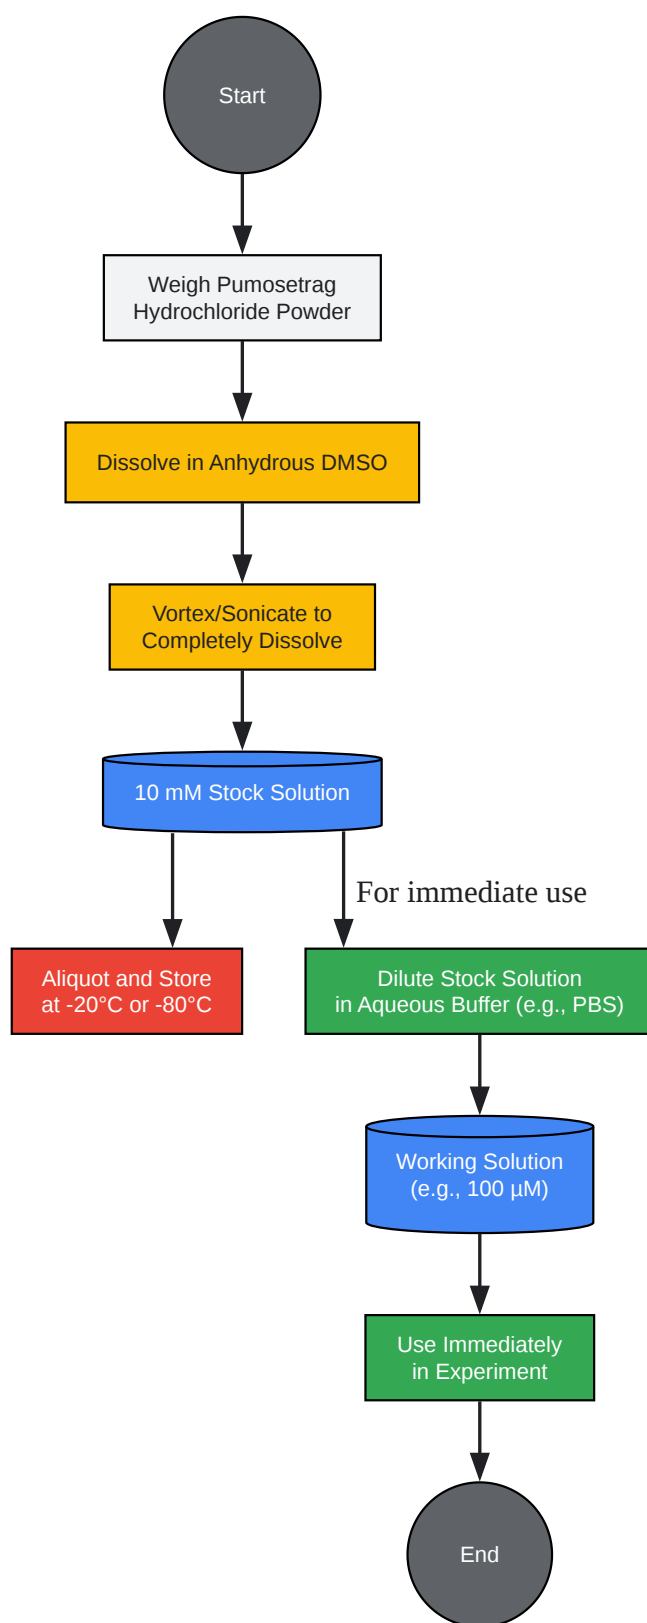 Start
Weigh Pumosetrag
Hydrochloride Powder
Dissolve in Anhydrous DMSO
Vortex/Sonicate to
Completely Dissolve
10 mM Stock Solution
For immediate use
Aliquot and Store
at -20°C or -80°C
Dilute Stock Solution
in Aqueous Buffer (e.g., PBS)
Working Solution
(e.g., 100 µM)
Use Immediately
in Experiment
End